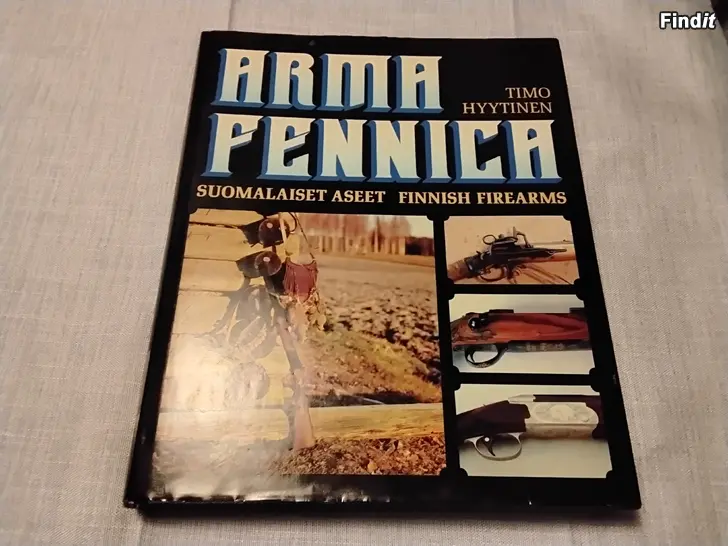 Findit
ARMA
TIMO
HYYTINEN
FENNICA
SUOMALAISET ASEET FINNISH FIREARMS